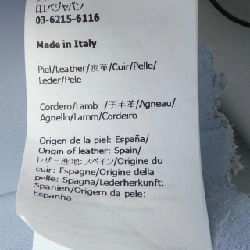 ロペジャパン
03-6215-6116
Made in Italy
Piel/Leather/皮革/Cuir/Pelle/
Leder/Pele
Cordero/Lamb /子羊革/Agneau/
Agnello/Lamm/Cordeiro
Origen de la piel: España/
Origin of leather: Spain/
レザー産地: スペイン/Origine du
cuir: Espagne/Origine della
pelle: Spagna/Lederherkunft:
Spanien/Origem da pele:
Espanha